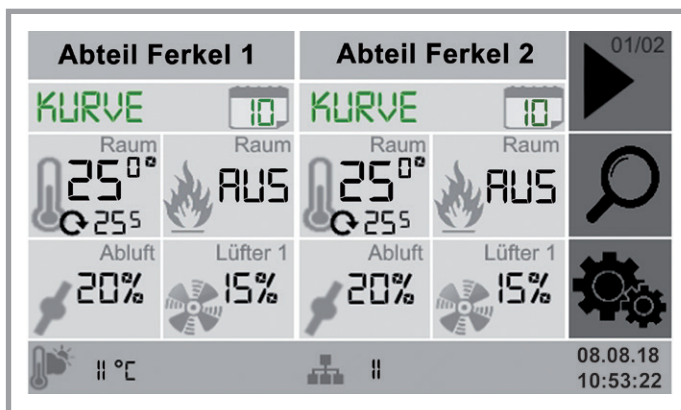 Abteil Ferkel 1 Abteil Ferkel 2 01/02
KURVE 10 KURVE 10
Raum Raum Raum Raum
25.0° AUS 25.0° AUS
25.5 25.5
Abluft Lüfter 1 Abluft Lüfter 1
20% 15% 20% 15%
11 °C 11 08.08.18
10:53:22